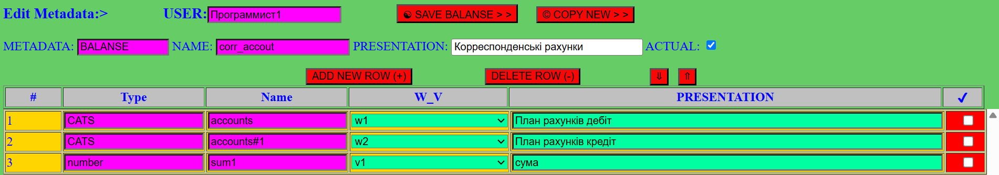 Edit Metadata:> USER: Программист1 ☯ SAVE BALANSE > > © COPY NEW > >
METADATA: BALANSE NAME: corr_accout PRESENTATION: Корреспонденські рахунки ACTUAL:
ADD NEW ROW (+) DELETE ROW (-) ⇓ ⇑
# Type Name W_V PRESENTATION ✔
1 CATS accounts w1 План рахунків дебіт
2 CATS accounts#1 w2 План рахунків кредіт
3 number sum1 v1 сума